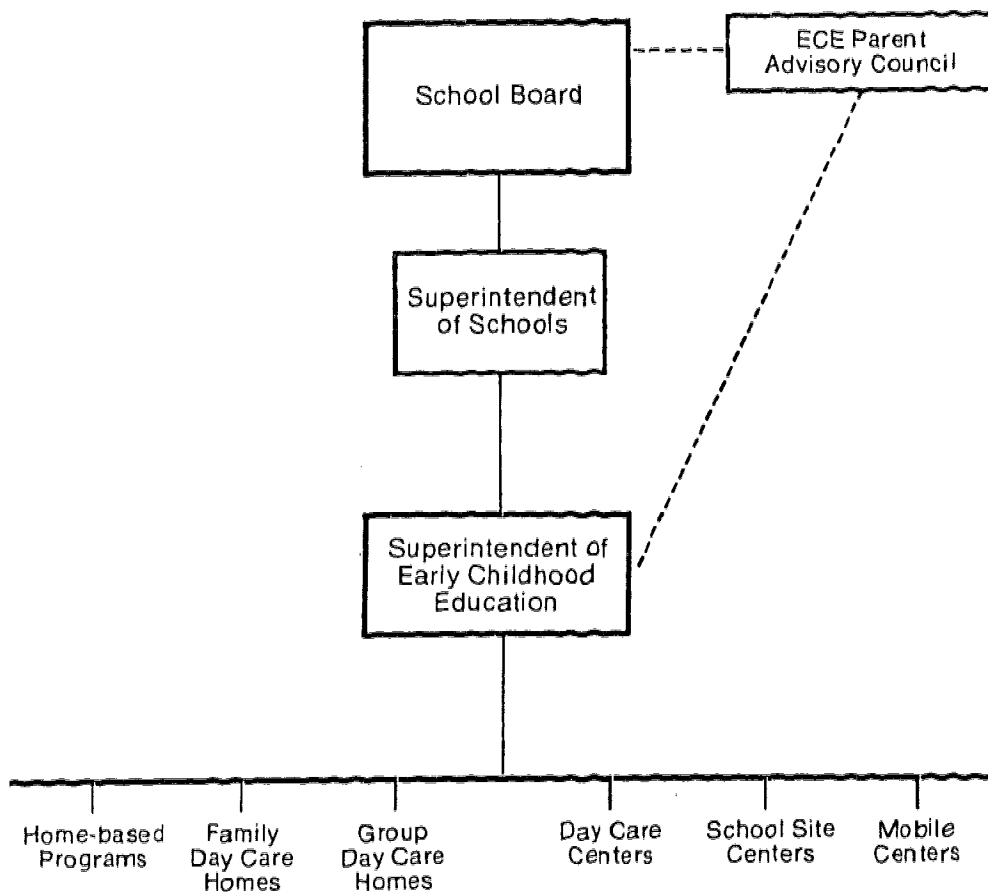 School Board
ECE Parent
Advisory Council
Superintendent
of Schools
Superintendent of
Early Childhood
Education
Home-based
Programs
Family
Day Care
Homes
Group
Day Care
Homes
Day Care
Centers
School Site
Centers
Mobile
Centers